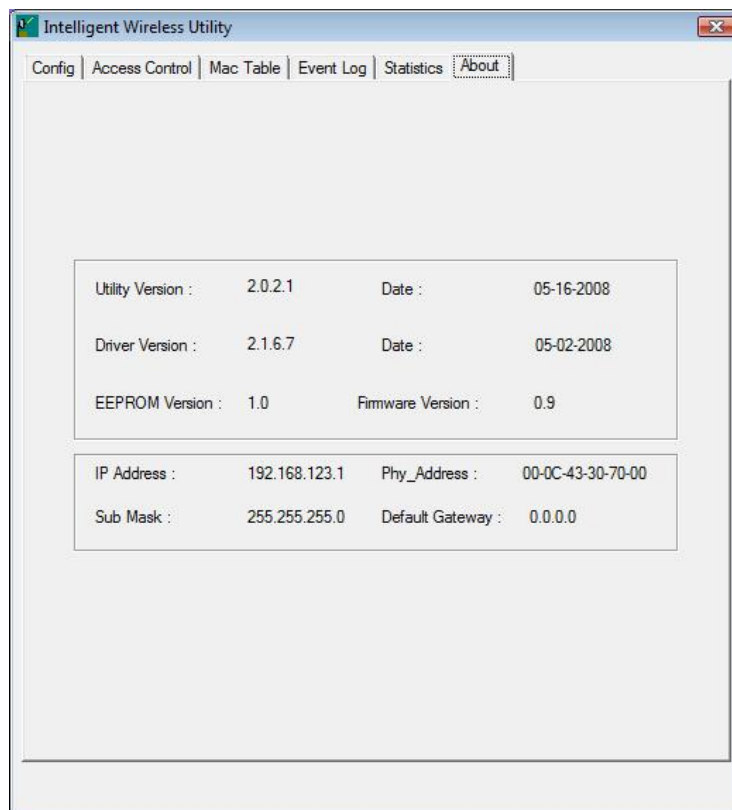 Intelligent Wireless Utility
Config Access Control Mac Table Event Log Statistics About
Utility Version : 2.0.2.1 Date : 05-16-2008
Driver Version : 2.1.6.7 Date : 05-02-2008
EEPROM Version : 1.0 Firmware Version : 0.9
IP Address : 192.168.123.1 Phy_Address : 00-0C-43-30-70-00
Sub Mask : 255.255.255.0 Default Gateway : 0.0.0.0